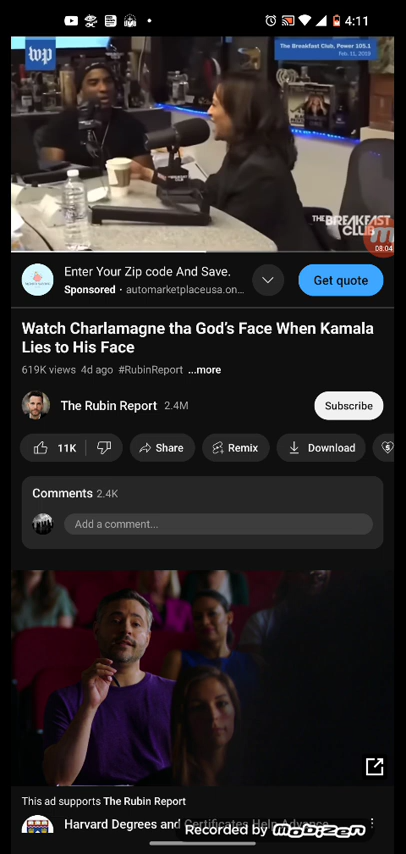 4:11
wp
The Breakfast Club, Power 105.1
Feb. 11, 2019
THE BREAKFAST
CLUB
08:04
Enter Your Zip code And Save.
Sponsored · automarketplaceusa.on...
Get quote
Watch Charlamagne tha God's Face When Kamala
Lies to His Face
619K views 4d ago #RubinReport ...more
The Rubin Report 2.4M
Subscribe
11K
Share
Remix
Download
Comments 2.4K
Add a comment...
This ad supports The Rubin Report
Harvard Degrees and Certificates Help Advance
Recorded by mobizen